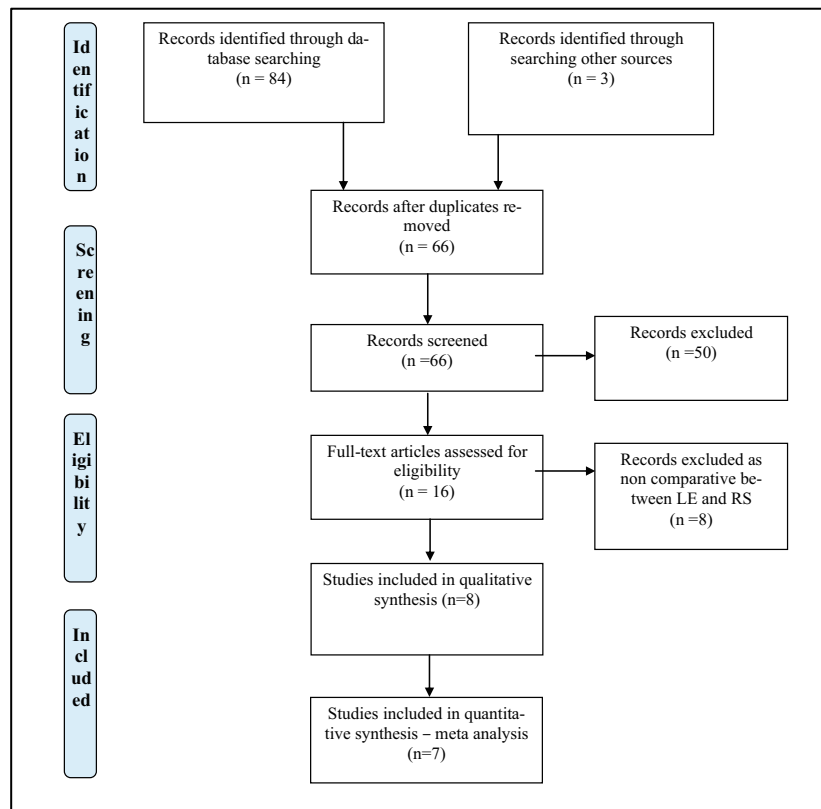 Id
en
tif
ic
at
io
n
Records identified through da-
tabase searching
(n = 84)
Records identified through
searching other sources
(n = 3)
Records after duplicates re-
moved
(n = 66)
Sc
re
en
in
g
Records screened
(n =66)
Records excluded
(n =50)
El
igi
bi
lit
y
Full-text articles assessed for
eligibility
(n = 16)
Records excluded as
non comparative be-
tween LE and RS
(n =8)
Studies included in qualitative
synthesis (n=8)
In
cl
ud
ed
Studies included in quantita-
tive synthesis – meta analysis
(n=7)